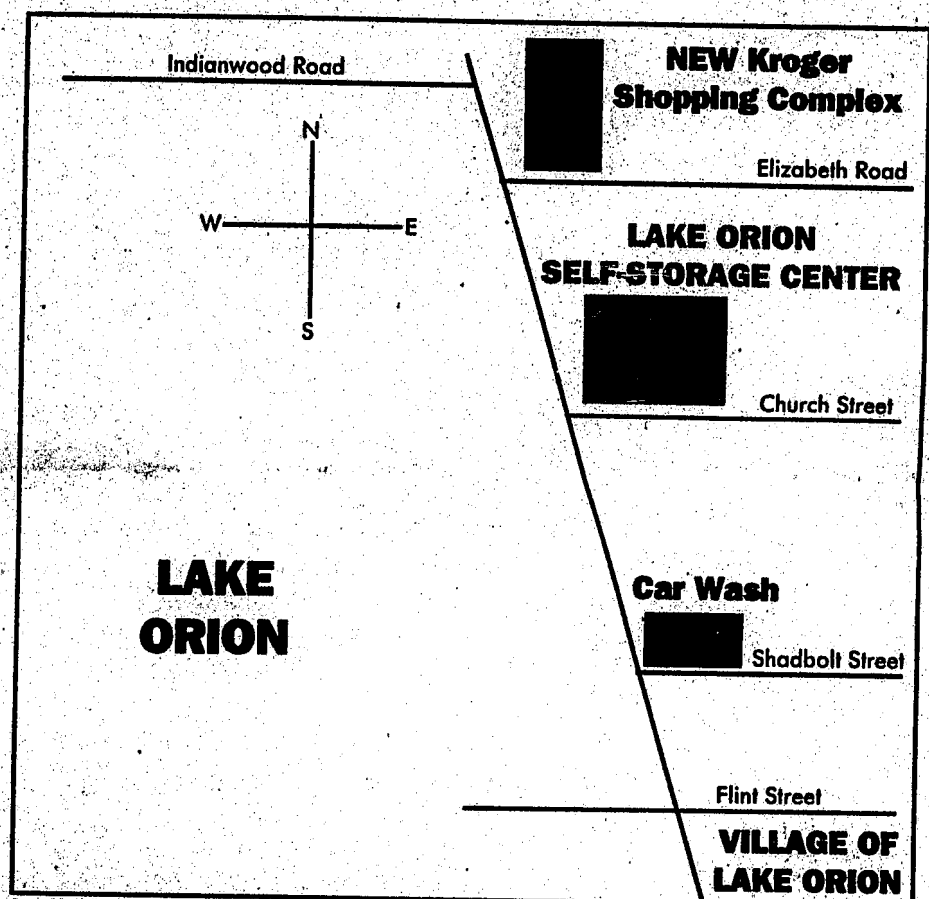 Indianwood Road
NEW Kroger
Shopping Complex
N
Elizabeth Road
W
E
LAKE ORION
SELF-STORAGE CENTER
S
Church Street
LAKE
ORION
Car Wash
Shadbolt Street
Flint Street
VILLAGE OF
LAKE ORION